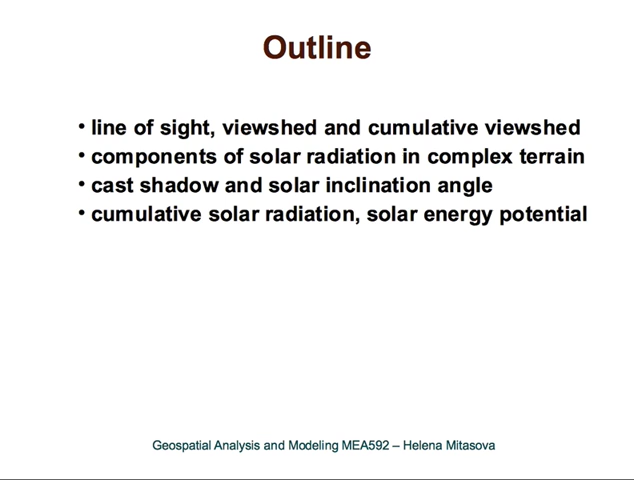 Outline
• line of sight, viewshed and cumulative viewshed
• components of solar radiation in complex terrain
• cast shadow and solar inclination angle
• cumulative solar radiation, solar energy potential
Geospatial Analysis and Modeling MEA592 – Helena Mitasova